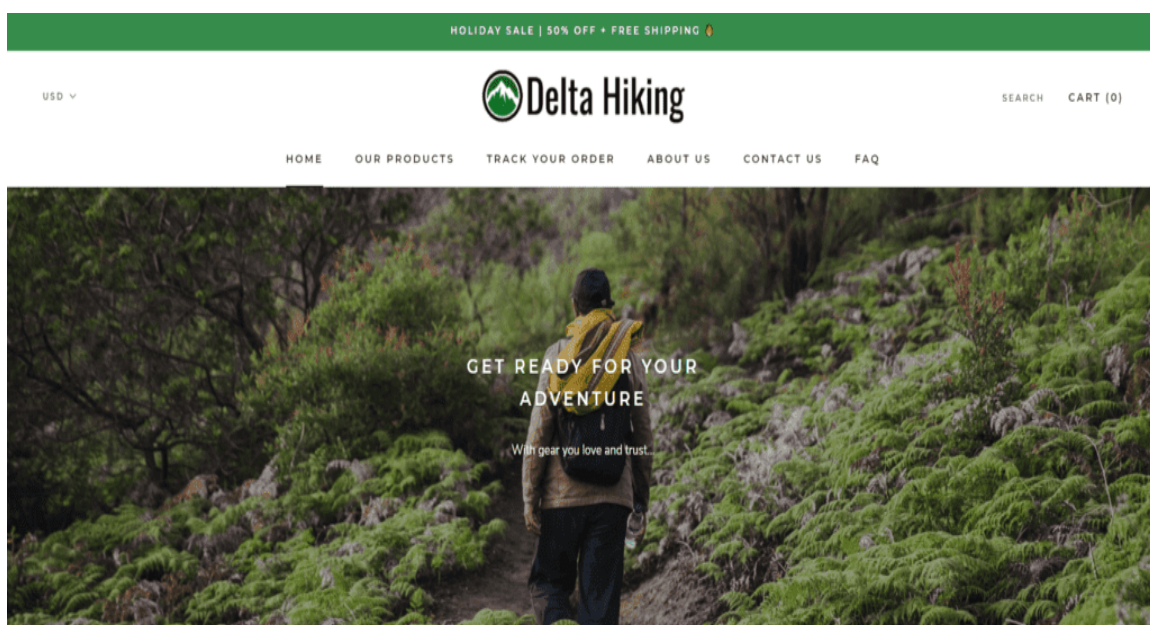 HOLIDAY SALE | 50% OFF + FREE SHIPPING
USD
Delta Hiking
SEARCH CART (0)
HOME OUR PRODUCTS TRACK YOUR ORDER ABOUT US CONTACT US FAQ
GET READY FOR YOUR
ADVENTURE
With gear you love and trust...